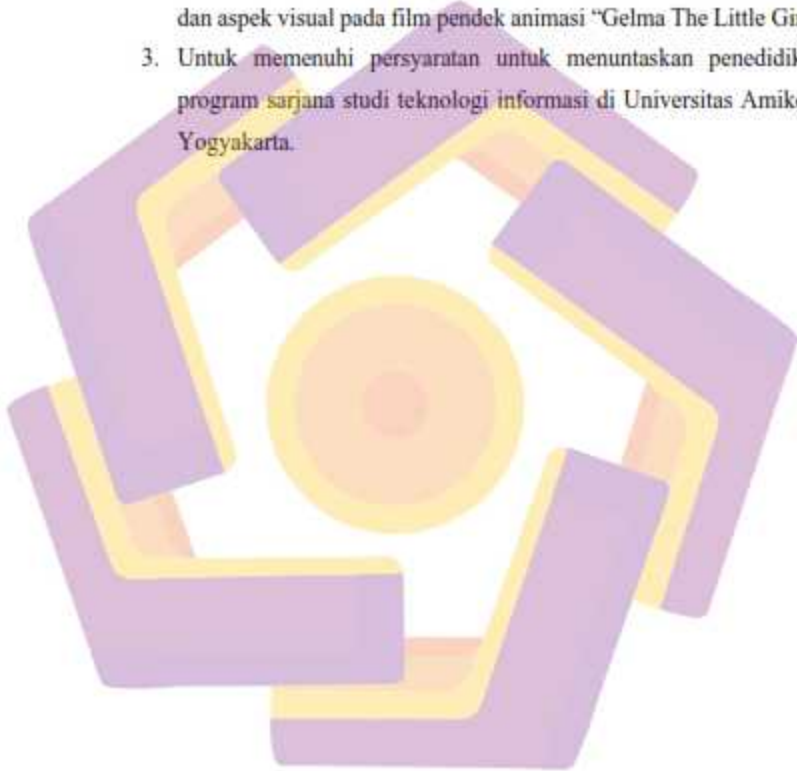 dan aspek visual pada film pendek animasi “Gelma The Little
3. Untuk memenuhi persyaratan untuk menuntaskan
program sarjana studi teknologi informasi di Universitas
Yogyakarta.